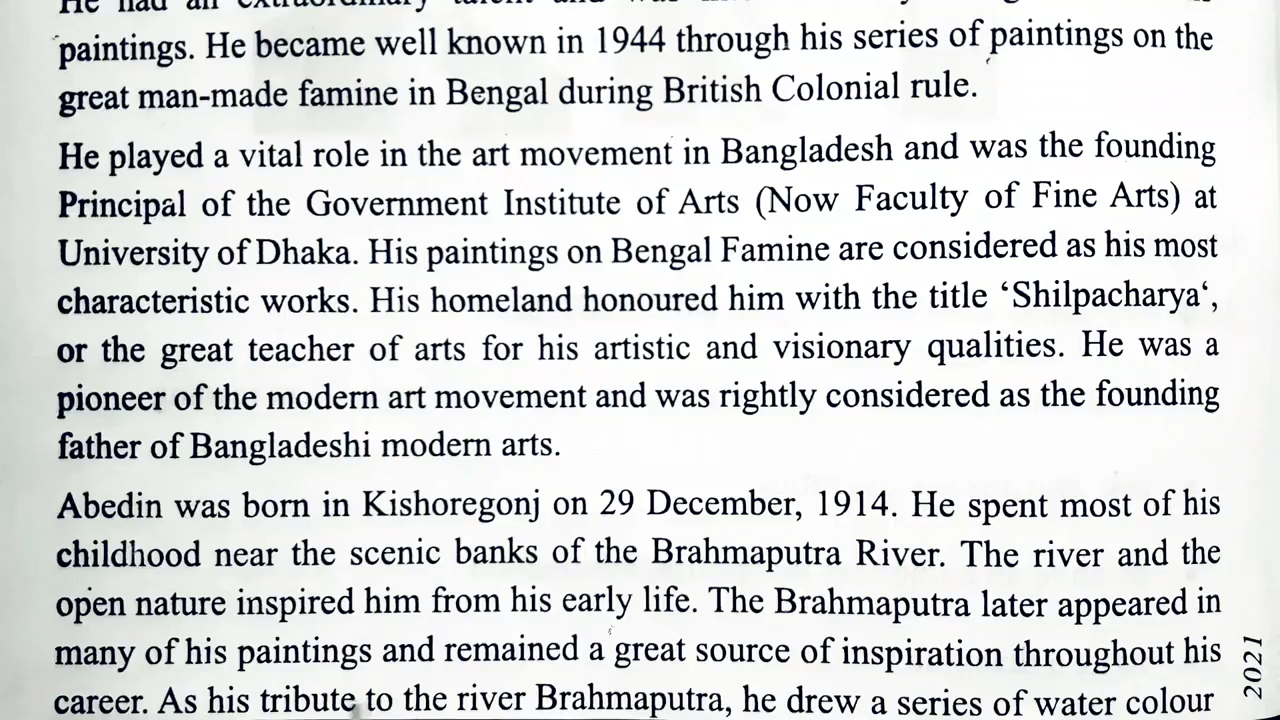 He had an extraordinary talent and was
paintings. He became well known in 1944 through his series of paintings on the
great man-made famine in Bengal during British Colonial rule.
He played a vital role in the art movement in Bangladesh and was the founding
Principal of the Government Institute of Arts (Now Faculty of Fine Arts) at
University of Dhaka. His paintings on Bengal Famine are considered as his most
characteristic works. His homeland honoured him with the title ‘Shilpacharya‘,
or the great teacher of arts for his artistic and visionary qualities. He was a
pioneer of the modern art movement and was rightly considered as the founding
father of Bangladeshi modern arts.
Abedin was born in Kishoregonj on 29 December, 1914. He spent most of his
childhood near the scenic banks of the Brahmaputra River. The river and the
open nature inspired him from his early life. The Brahmaputra later appeared in
many of his paintings and remained a great source of inspiration throughout his
career. As his tribute to the river Brahmaputra, he drew a series of water colour
2021